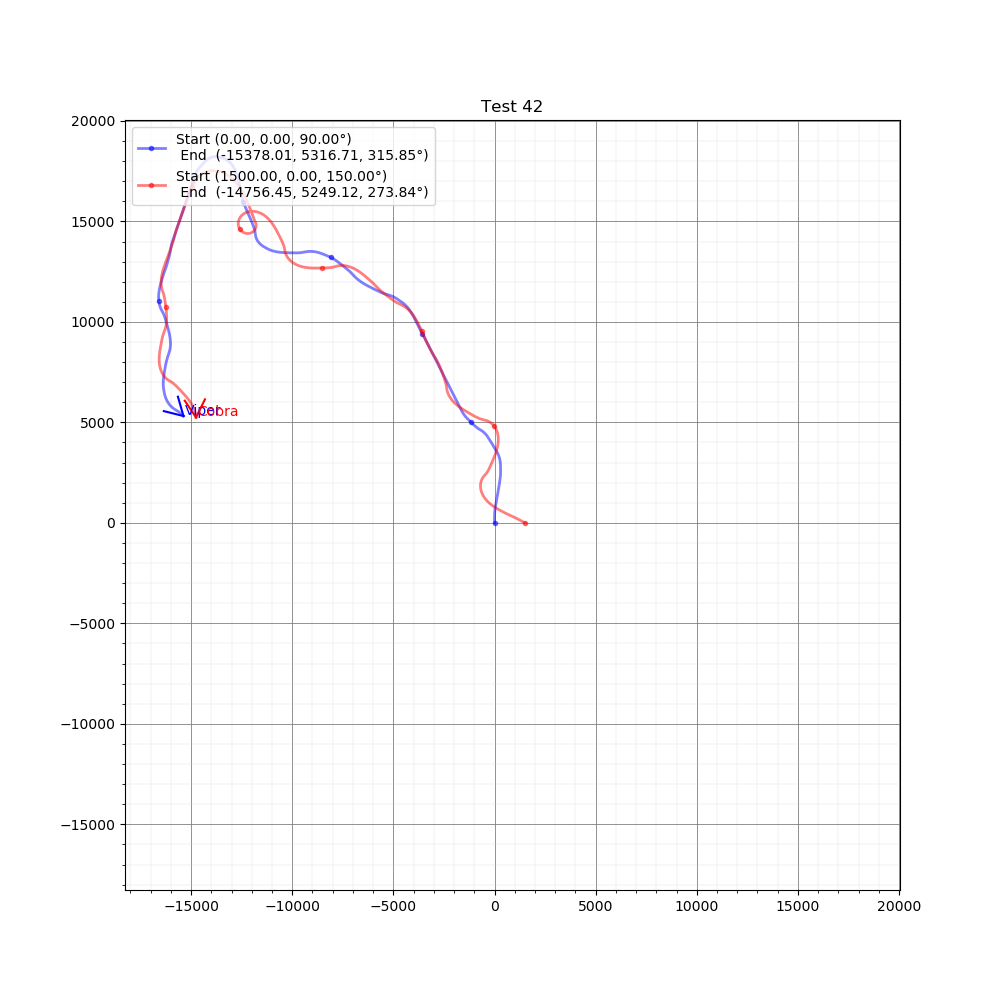 Test 42
Start (0.00, 0.00, 90.00°)
End (-15378.01, 5316.71, 315.85°)
Start (1500.00, 0.00, 150.00°)
End (-14756.45, 5249.12, 273.84°)
20000
15000
10000
5000
0
−5000
−10000
−15000
Viper
Cobra
−15000 −10000 −5000 0 5000 10000 15000 20000